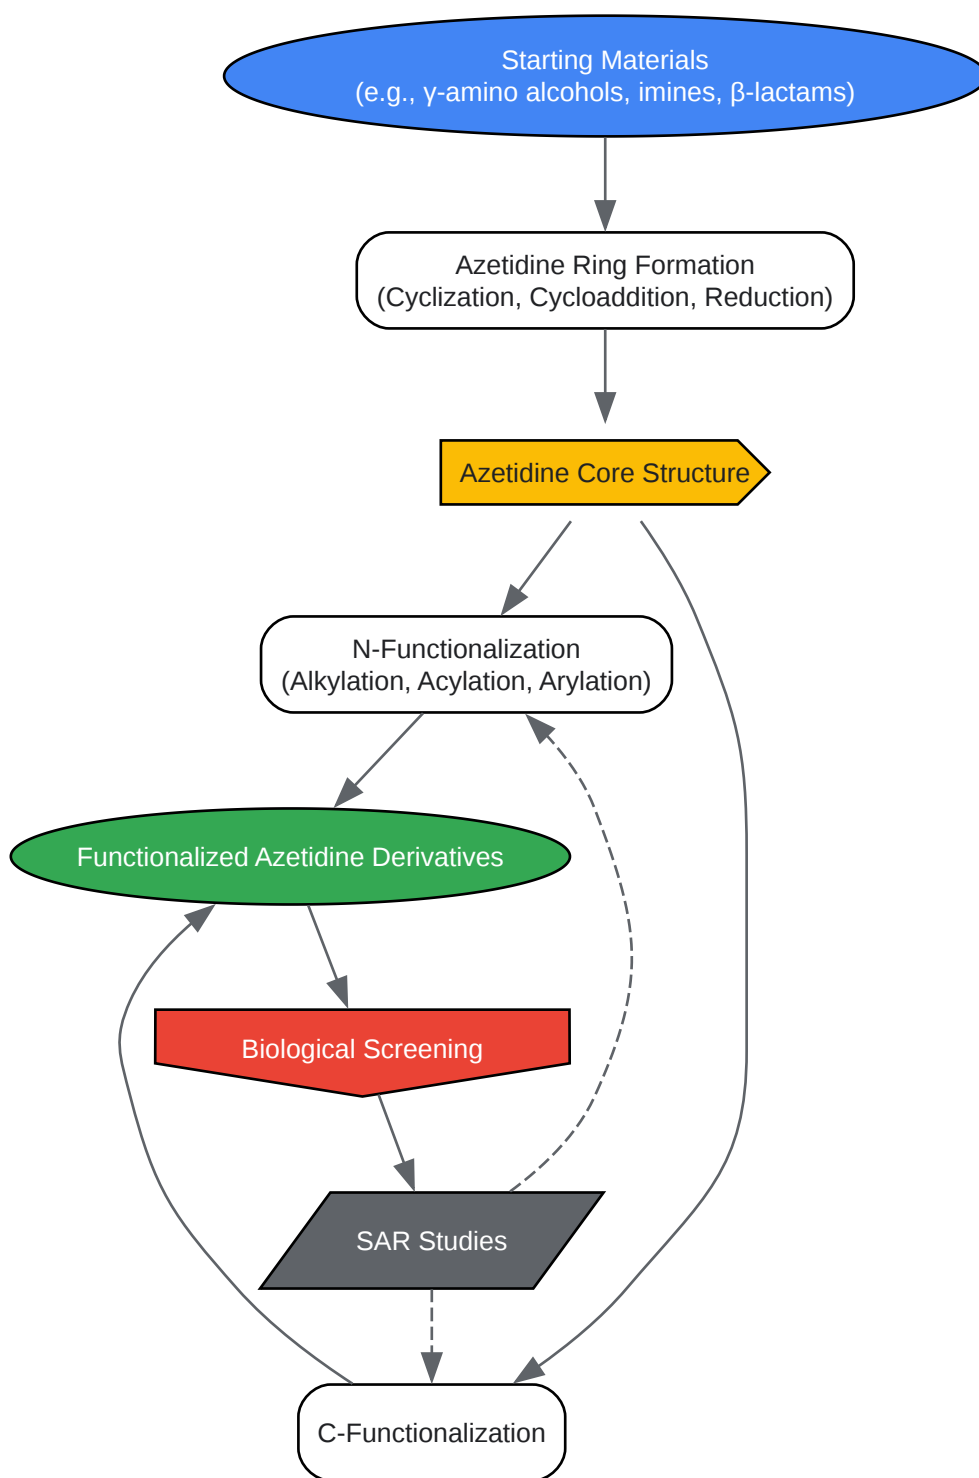 Starting Materials
(e.g., γ-amino alcohols, imines, β-lactams)
Azetidine Ring Formation
(Cyclization, Cycloaddition, Reduction)
Azetidine Core Structure
N-Functionalization
(Alkylation, Acylation, Arylation)
Functionalized Azetidine Derivatives
Biological Screening
SAR Studies
C-Functionalization